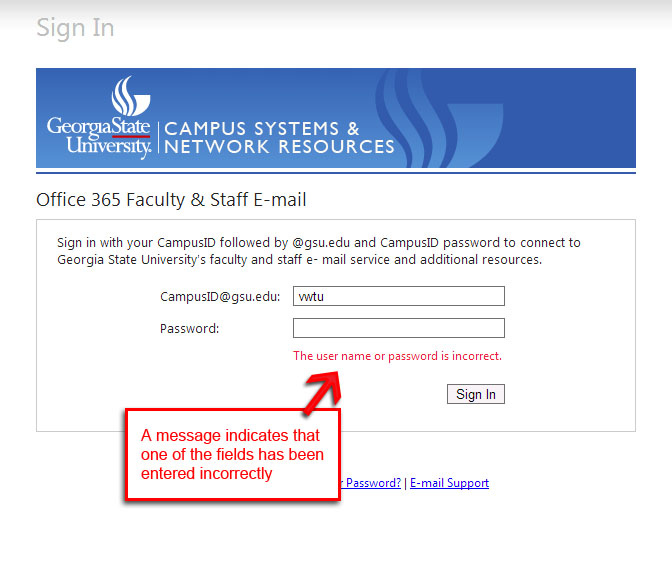 Sign In
GeorgiaState
University.
CAMPUS SYSTEMS &
NETWORK RESOURCES
Office 365 Faculty & Staff E-mail
Sign in with your CampusID followed by @gsu.edu and CampusID password to connect to
Georgia State University's faculty and staff e- mail service and additional resources.
CampusID@gsu.edu: vwtu
Password:
The user name or password is incorrect.
Sign In
A message indicates that
one of the fields has been
entered incorrectly
Password? | E-mail Support